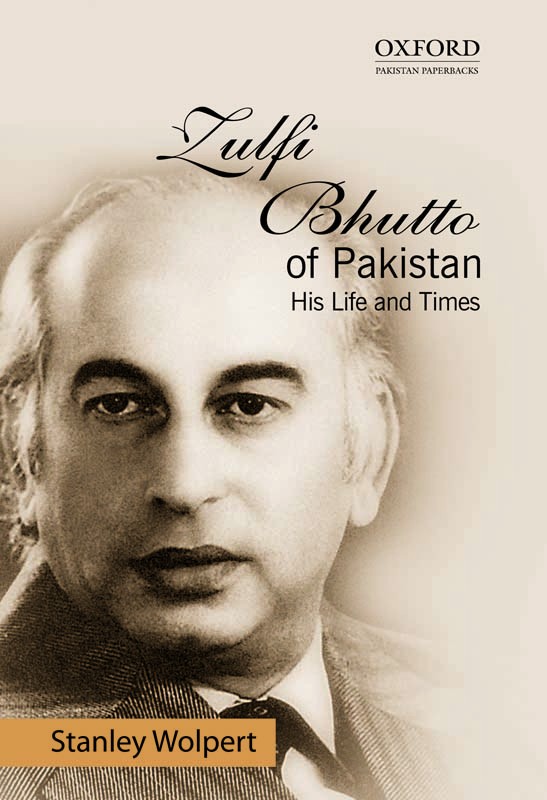 OXFORD
PAKISTAN PAPERBACKS
Zulfi
Bhutto
of Pakistan
His Life and Times
Stanley Wolpert